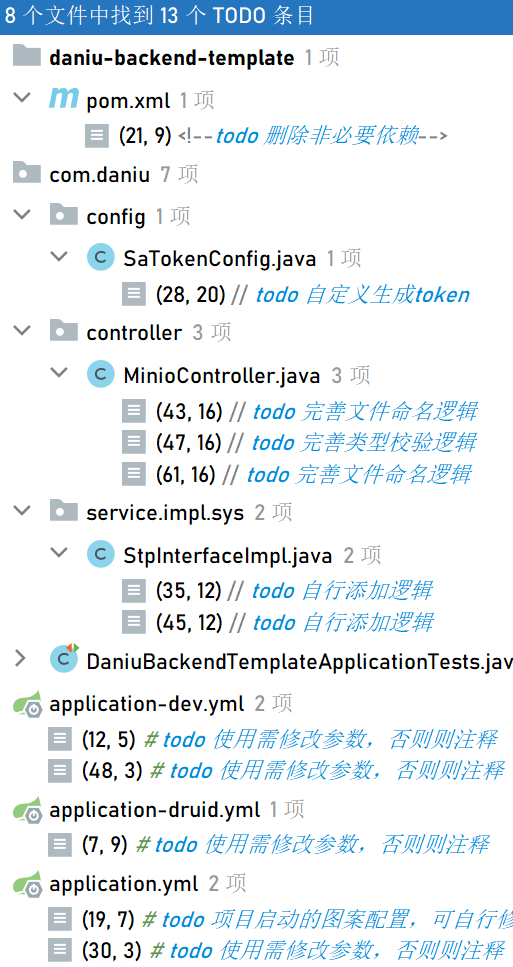 8 个文件中找到 13 个 TODO 条目
daniu-backend-template 1 项
pom.xml 1 项
(21, 9) <!--todo 删除非必要依赖-->
com.daniu 7 项
config 1 项
SaTokenConfig.java 1 项
(28, 20) // todo 自定义生成token
controller 3 项
MinioController.java 3 项
(43, 16) // todo 完善文件命名逻辑
(47, 16) // todo 完善类型校验逻辑
(61, 16) // todo 完善文件命名逻辑
service.impl.sys 2 项
StpInterfaceImpl.java 2 项
(35, 12) // todo 自行添加逻辑
(45, 12) // todo 自行添加逻辑
DaniuBackendTemplateApplicationTests.jav
application-dev.yml 2 项
(12, 5) # todo 使用需修改参数，否则则注释
(48, 3) # todo 使用需修改参数，否则则注释
application-druid.yml 1 项
(7, 9) # todo 使用需修改参数，否则则注释
application.yml 2 项
(19, 7) # todo 项目启动的图案配置，可自行修
(30, 3) # todo 使用需修改参数，否则则注释